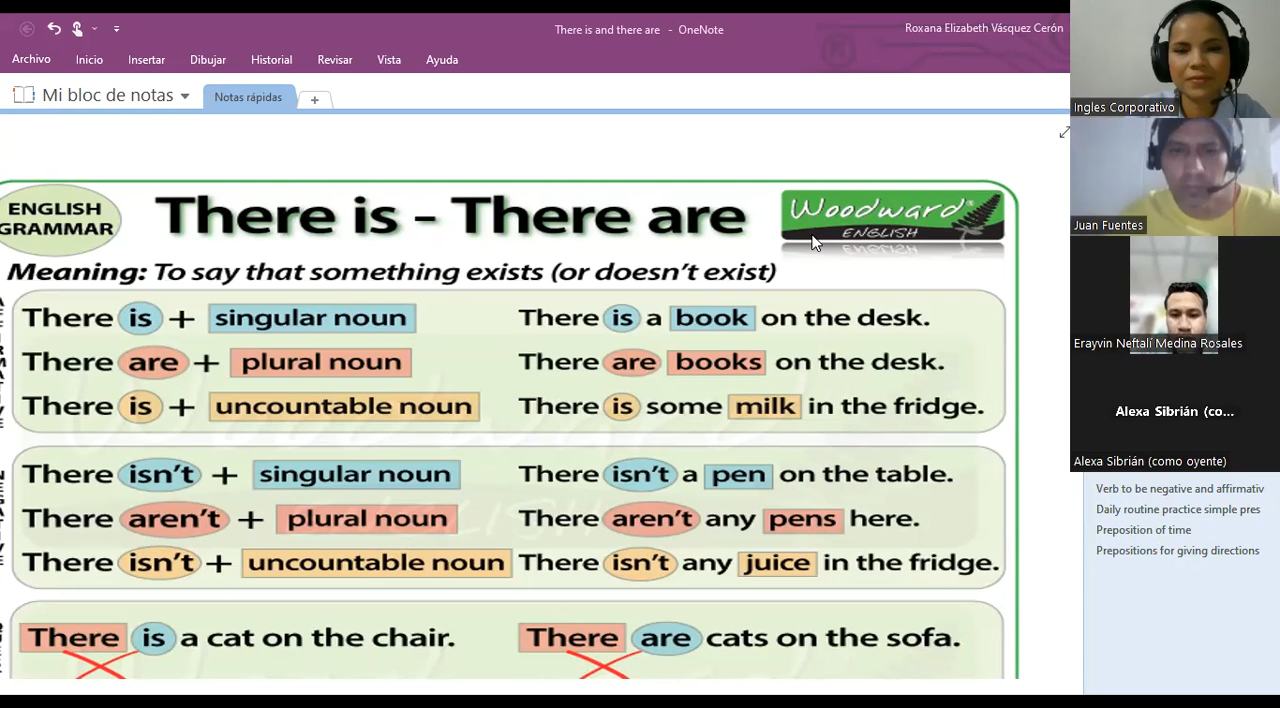 There is and there are - OneNote
Roxana Elizabeth Vásquez Cerón
Archivo Inicio Insertar Dibujar Historial Revisar Vista Ayuda
Mi bloc de notas
Notas rápidas
+
ENGLISH
GRAMMAR
There is - There are
Woodward®
ENGLISH
Meaning: To say that something exists (or doesn't exist)
There is + singular noun There is a book on the desk.
There are + plural noun There are books on the desk.
There is + uncountable noun There is some milk in the fridge.
There isn't + singular noun There isn't a pen on the table.
There aren't + plural noun There aren't any pens here.
There isn't + uncountable noun There isn't any juice in the fridge.
There is a cat on the chair. There are cats on the sofa.
Ingles Corporativo
Juan Fuentes
Erayvin Neftalí Medina Rosales
Alexa Sibrián (co...
Alexa Sibrián (como oyente)
Verb to be negative and affirmativ
Daily routine practice simple pres
Preposition of time
Prepositions for giving directions